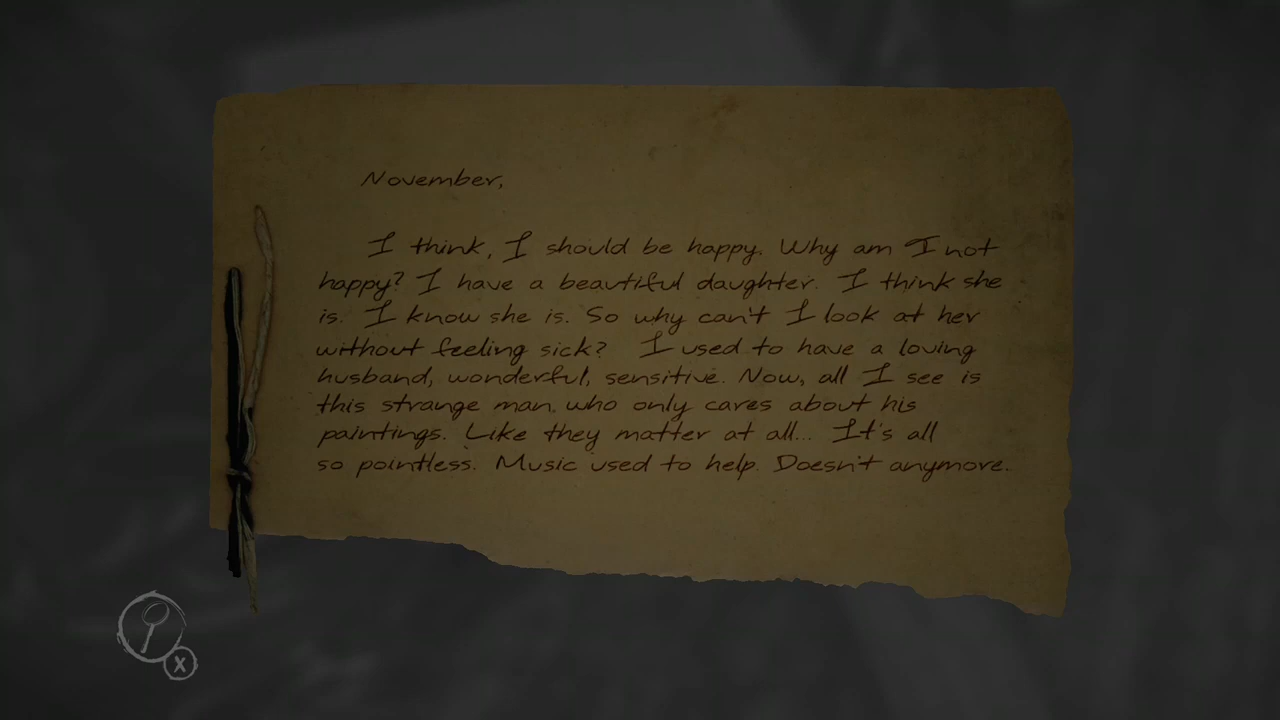 November,
I think, I should be happy. Why am I not
happy? I have a beautiful daughter. I think she
is. I know she is. So why can't I look at her
without feeling sick? I used to have a loving
husband, wonderful, sensitive. Now, all I see is
this strange man who only cares about his
paintings. Like they matter at all... It's all
so pointless. Music used to help. Doesn't anymore.
X